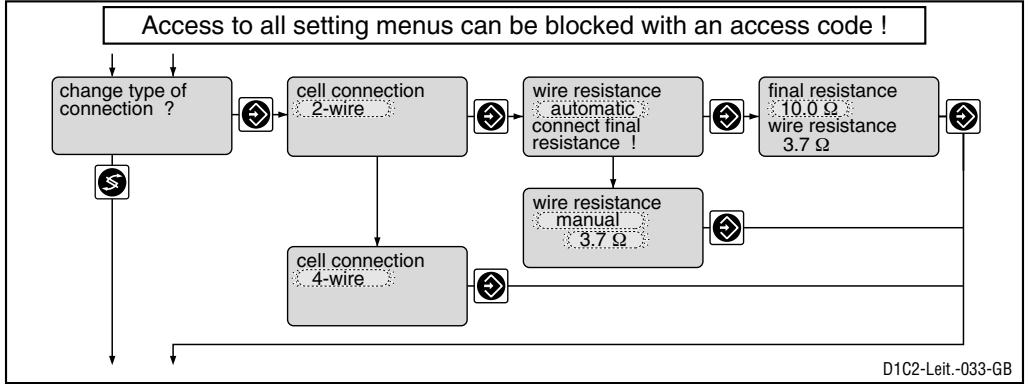 Access to all setting menus can be blocked with an access code !
change type of
connection ?
cell connection
2-wire
wire resistance
automatic
connect final
resistance !
final resistance
10.0 Ω
wire resistance
3.7 Ω
wire resistance
manual
3.7 Ω
cell connection
4-wire
D1C2-Leit.-033-GB